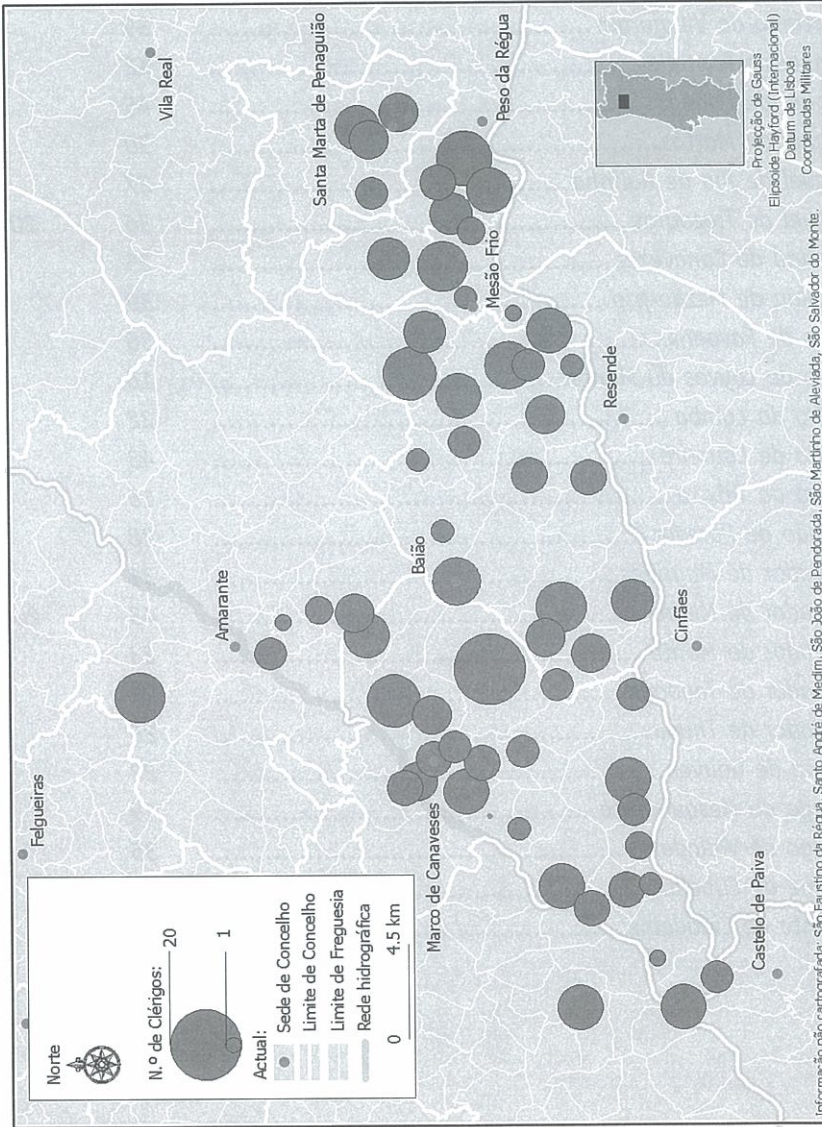 Norte
N.º de Clérigos:
20
1
Actual:
Sede de Concelho
Limite de Concelho
Limite de Freguesia
Rede hidrográfica
0 4.5 km
Felgueiras
Vila Real
Amarante
Santa Marta de Penaguião
Peso da Régua
Mesão Frio
Baião
Marco de Canaveses
Resende
Cinfães
Castelo de Paiva
Projecção de Gauss
Elipsoide Hayford (Internacional)
Datum de Lisboa
Coordenadas Militares
Informação não cartografada: São Faustino da Régua, Santo André de Medim, São João de Pendorada, São Martinho de Aleviada, São Salvador do Monte.